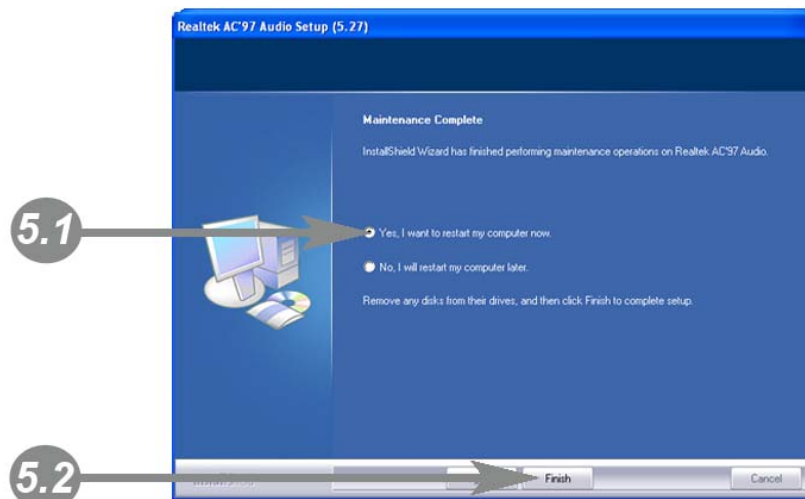 Realtek AC'97 Audio Setup (5.27)
Maintenance Complete
InstallShield Wizard has finished performing maintenance operations on Realtek AC'97 Audio.
5.1
Yes, I want to restart my computer now.
No, I will restart my computer later.
Remove any disks from their drives, and then click Finish to complete setup.
5.2
Finish
Cancel